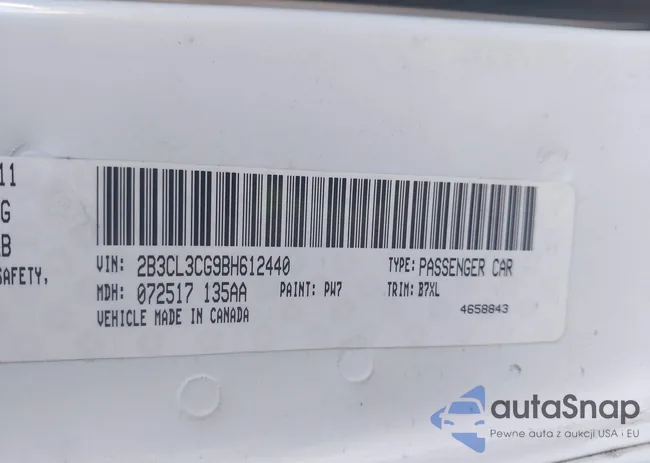 11
G
B
SAFETY,
VIN: 2B3CL3CG9BH612440 TYPE: PASSENGER CAR
MDH: 072517 135AA PAINT: PW7 TRIM: B7XL
VEHICLE MADE IN CANADA 4658843
autaSnap
Pewne auta z aukcji USA i EU